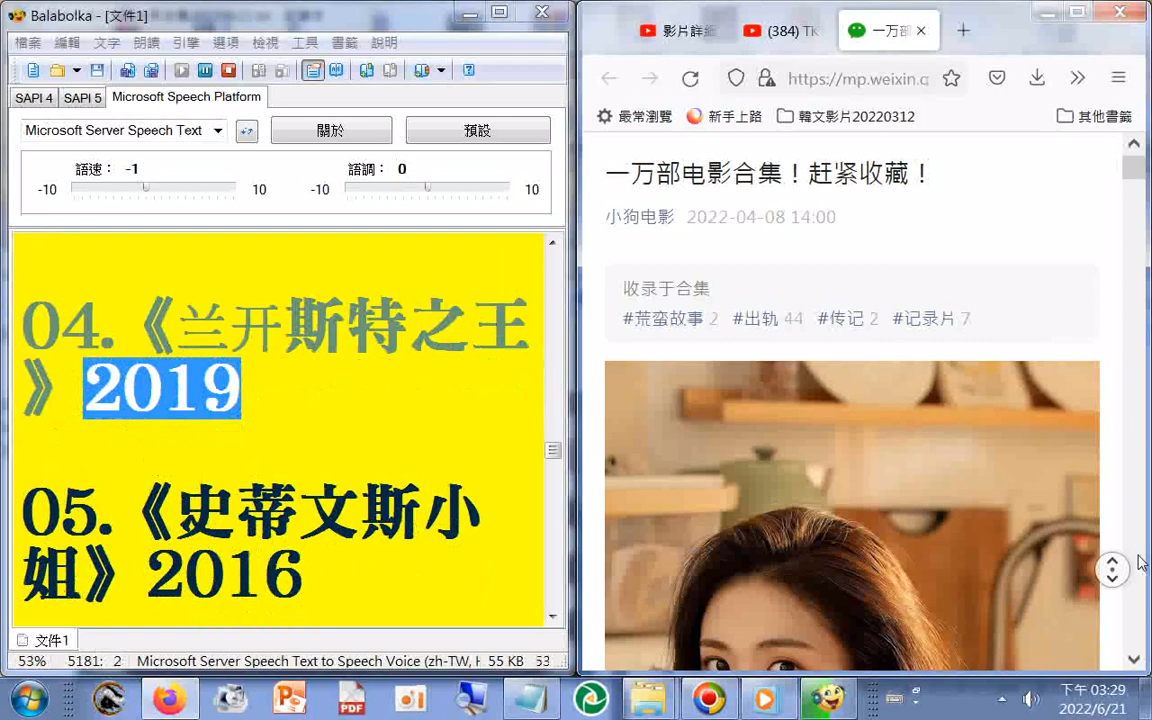 Balabolka - [文件1]
檔案 編輯 文字 朗讀 引擎 選項 檢視 工具 書籤 說明
SAPI 4 SAPI 5 Microsoft Speech Platform
Microsoft Server Speech Text 關於 預設
語速： -1 語調： 0
-10 10 -10 10
04.《兰开斯特之王
》2019
05.《史蒂文斯小
姐》2016
文件1
53% 5181: 2 Microsoft Server Speech Text to Speech Voice (zh-TW, H 55 KB 53
影片詳細 (384) Tk 一万部
https://mp.weixin.q
最常瀏覽 新手上路 韓文影片20220312 其他書籤
一万部电影合集！赶紧收藏！
小狗电影 2022-04-08 14:00
收录于合集
#荒蛮故事 2 #出轨 44 #传记 2 #记录片 7
PDF
下午 03:29
2022/6/21